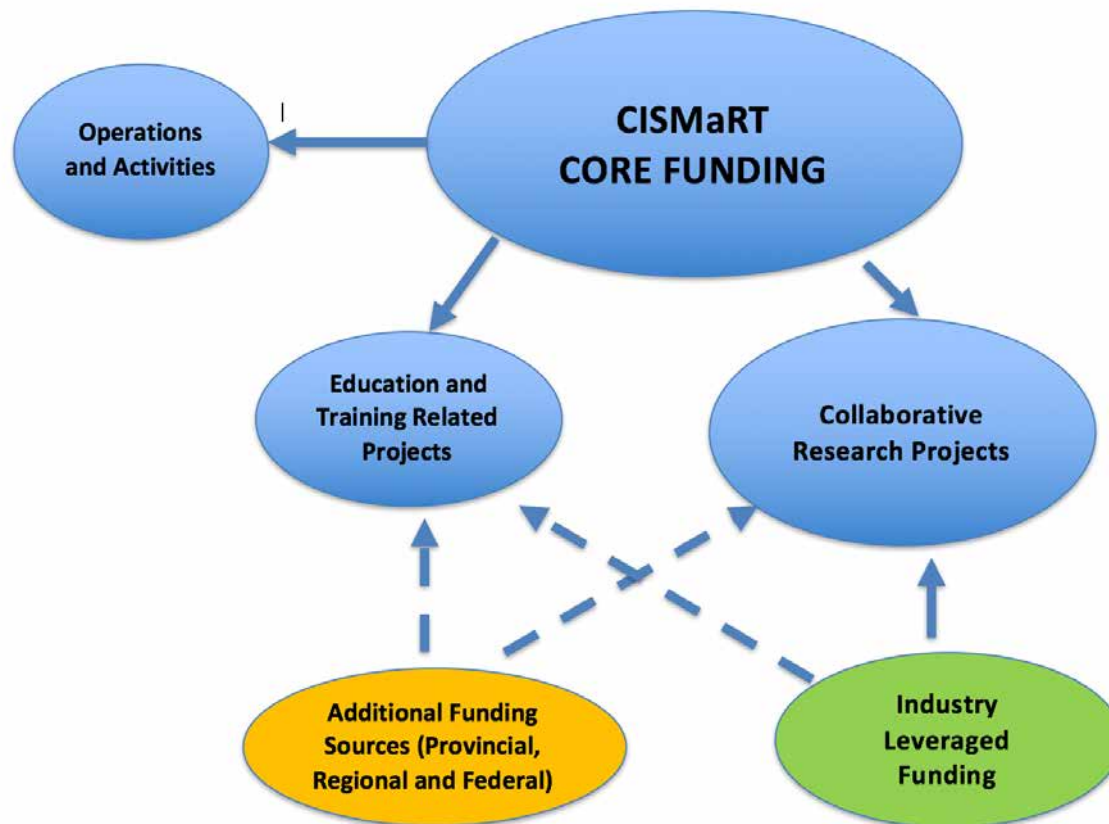 CISMaRT
CORE FUNDING
Operations
and Activities
Education and
Training Related
Projects
Collaborative
Research Projects
Additional Funding
Sources (Provincial,
Regional and Federal)
Industry
Leveraged
Funding